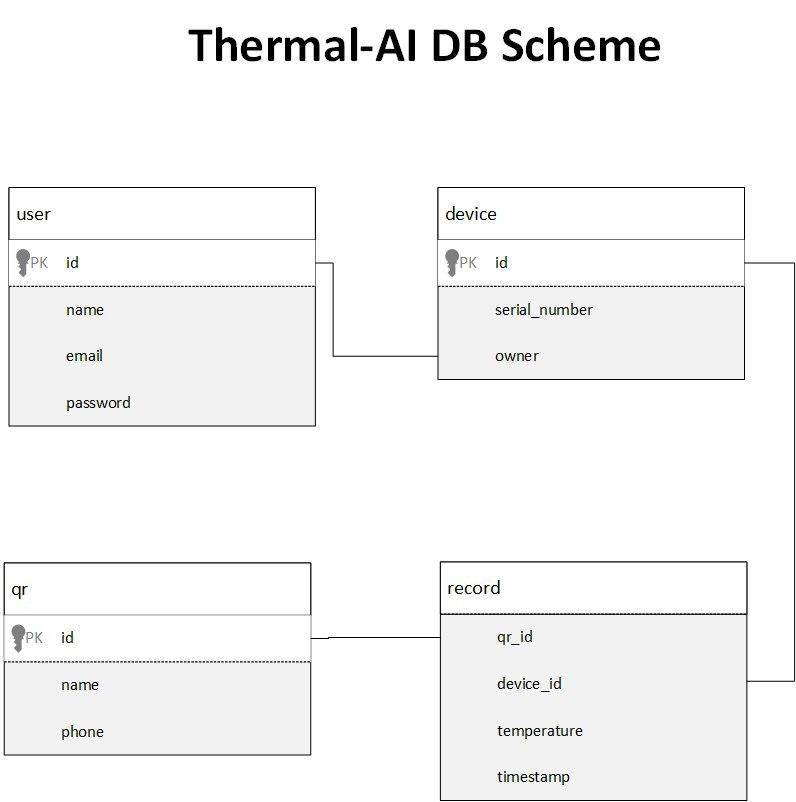 Thermal-AI DB Scheme
user
PK id
name
email
password
device
PK id
serial_number
owner
qr
PK id
name
phone
record
qr_id
device_id
temperature
timestamp